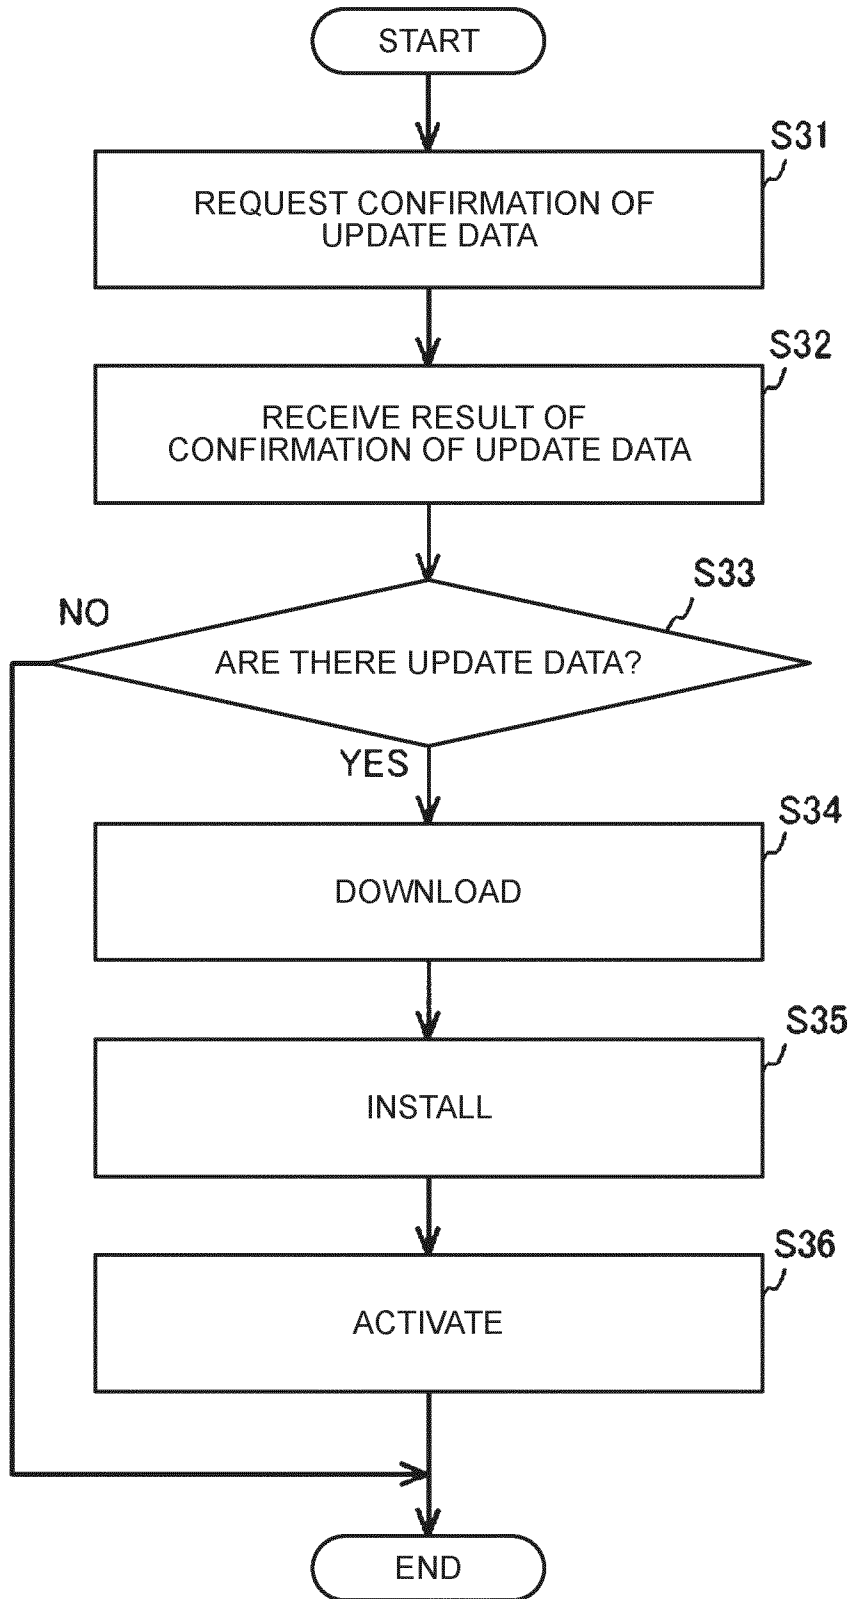 START
S31
REQUEST CONFIRMATION OF
UPDATE DATA
S32
RECEIVE RESULT OF
CONFIRMATION OF UPDATE DATA
S33
NO
ARE THERE UPDATE DATA?
YES
S34
DOWNLOAD
S35
INSTALL
S36
ACTIVATE
END